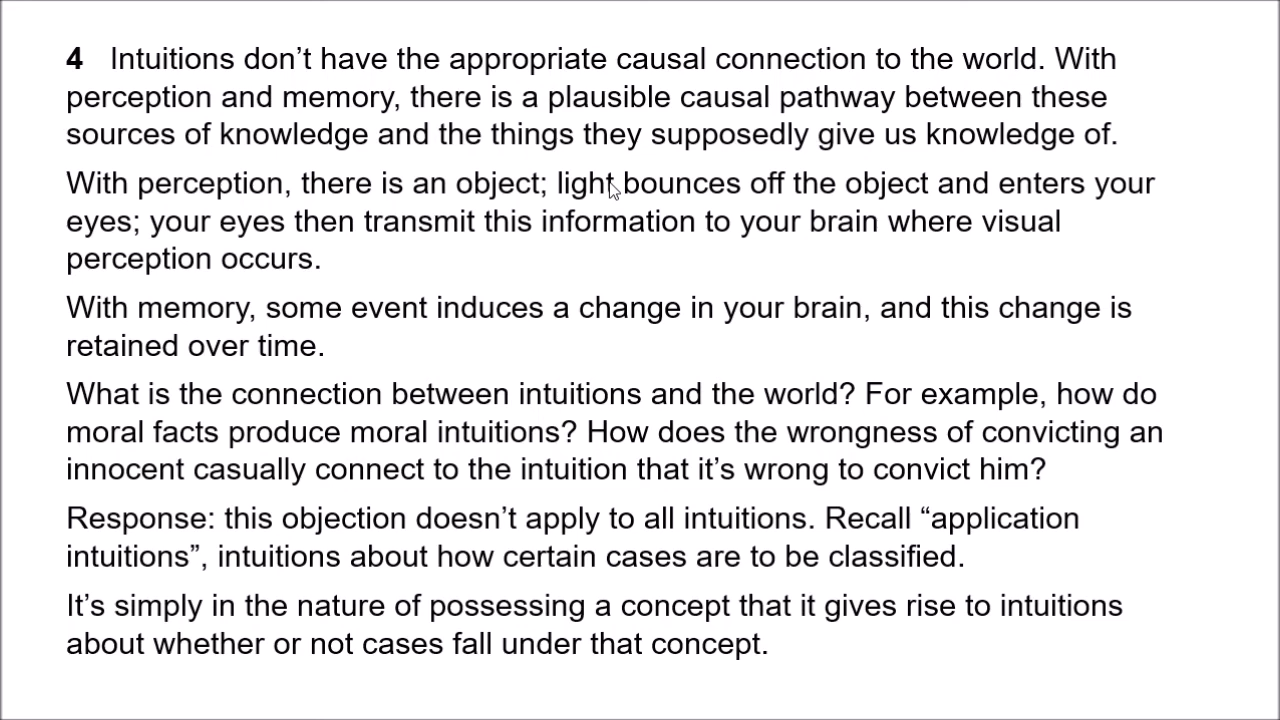 4 Intuitions don’t have the appropriate causal connection to the world. With
perception and memory, there is a plausible causal pathway between these
sources of knowledge and the things they supposedly give us knowledge of.
With perception, there is an object; light bounces off the object and enters your
eyes; your eyes then transmit this information to your brain where visual
perception occurs.
With memory, some event induces a change in your brain, and this change is
retained over time.
What is the connection between intuitions and the world? For example, how do
moral facts produce moral intuitions? How does the wrongness of convicting an
innocent casually connect to the intuition that it’s wrong to convict him?
Response: this objection doesn’t apply to all intuitions. Recall “application
intuitions”, intuitions about how certain cases are to be classified.
It’s simply in the nature of possessing a concept that it gives rise to intuitions
about whether or not cases fall under that concept.